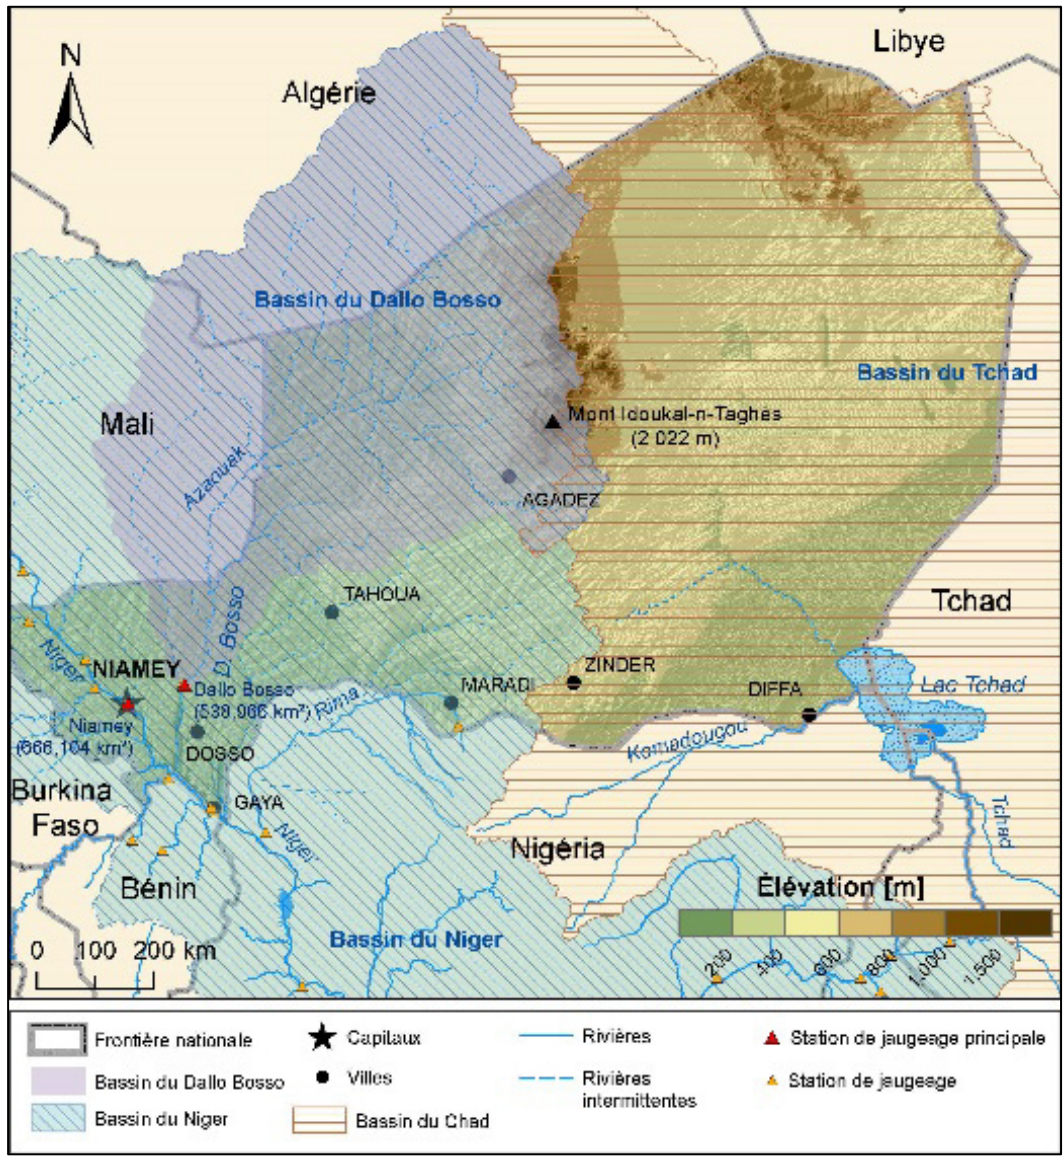 N
Libye
Algérie
Bassin du Dallo Bosso
Bassin du Tchad
Mali
Mont Idoukal-n-Taghès
(2 022 m)
Azaouak
AGADEZ
TAHOUA
Tchad
D. Bosso
ZINDER
Niger
NIAMEY
MARADI
DIFFA
Lac Tchad
Dallo Bosso
(538,966 km²)
Rima
Niamey
(666,104 km²)
DOSSO
Komadougou
Burkina
Faso
GAYA
Niger
Tchad
Nigéria
Bénin
Élévation [m]
Bassin du Niger
0 100 200 km
200 400 600 800 1,000 1,500
Frontière nationale
Capitaux
Rivières
Station de jaugeage principale
Bassin du Dallo Bosso
Villes
Rivières
intermittentes
Station de jaugeage
Bassin du Niger
Bassin du Chad